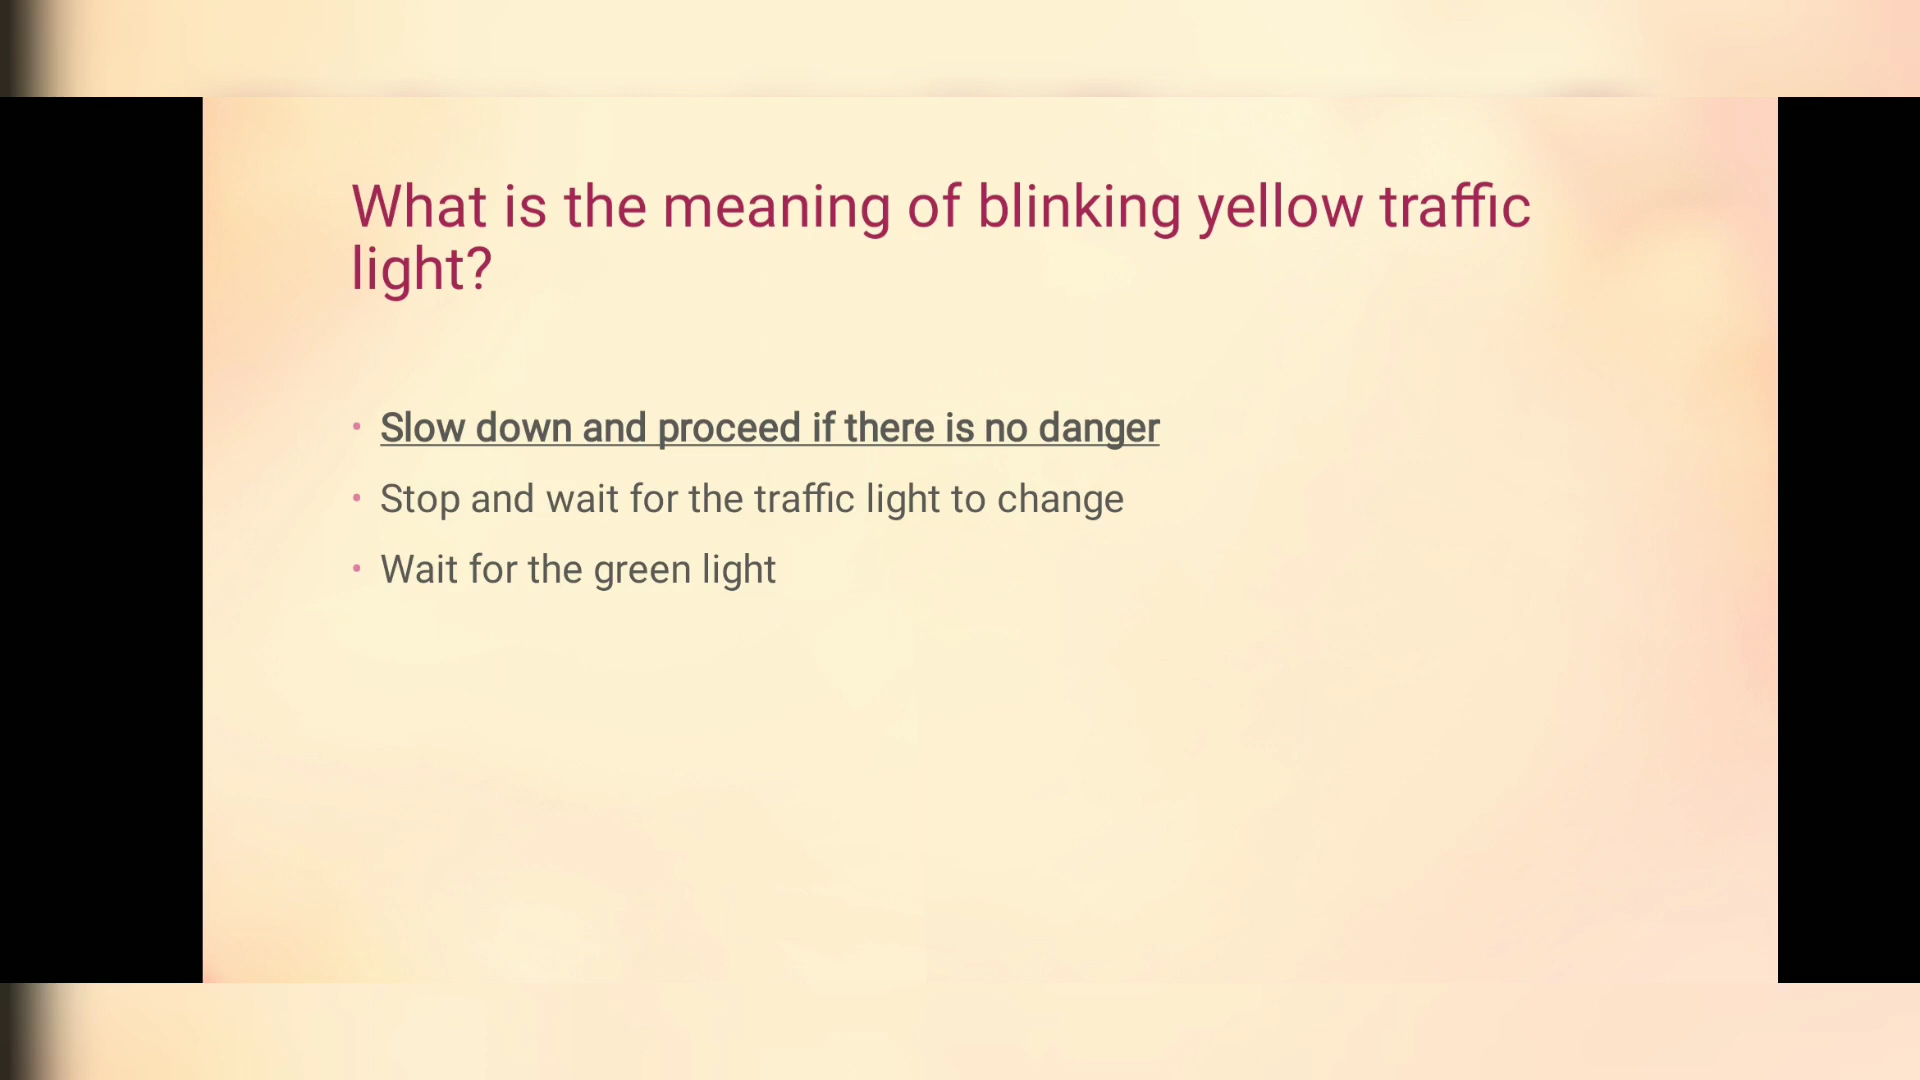 What is the meaning of blinking yellow traffic
light?
• Slow down and proceed if there is no danger
• Stop and wait for the traffic light to change
• Wait for the green light